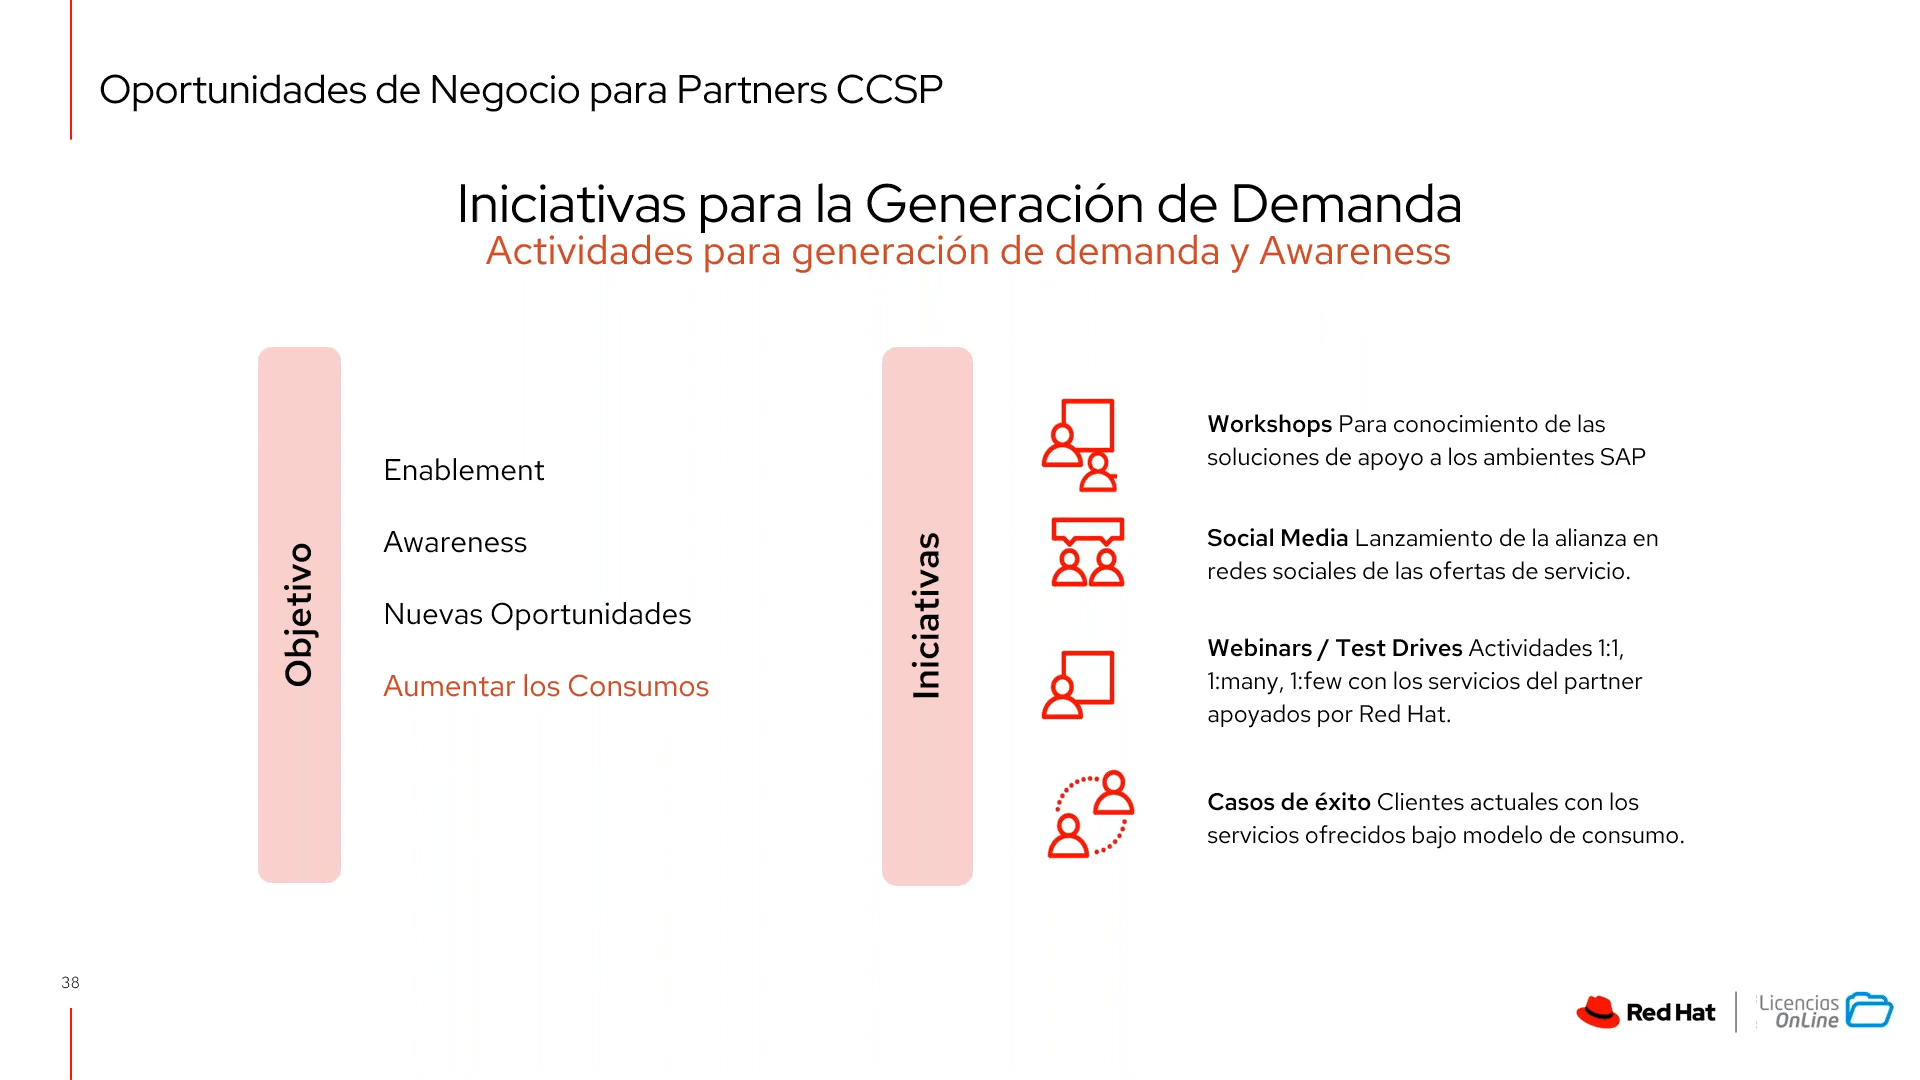 Oportunidades de Negocio para Partners CCSP
Iniciativas para la Generación de Demanda
Actividades para generación de demanda y Awareness
Objetivo
Enablement
Awareness
Nuevas Oportunidades
Aumentar los Consumos
Iniciativas
Workshops Para conocimiento de las
soluciones de apoyo a los ambientes SAP
Social Media Lanzamiento de la alianza en
redes sociales de las ofertas de servicio.
Webinars / Test Drives Actividades 1:1,
1:many, 1:few con los servicios del partner
apoyados por Red Hat.
Casos de éxito Clientes actuales con los
servicios ofrecidos bajo modelo de consumo.
38
Red Hat
Licencias
OnLine